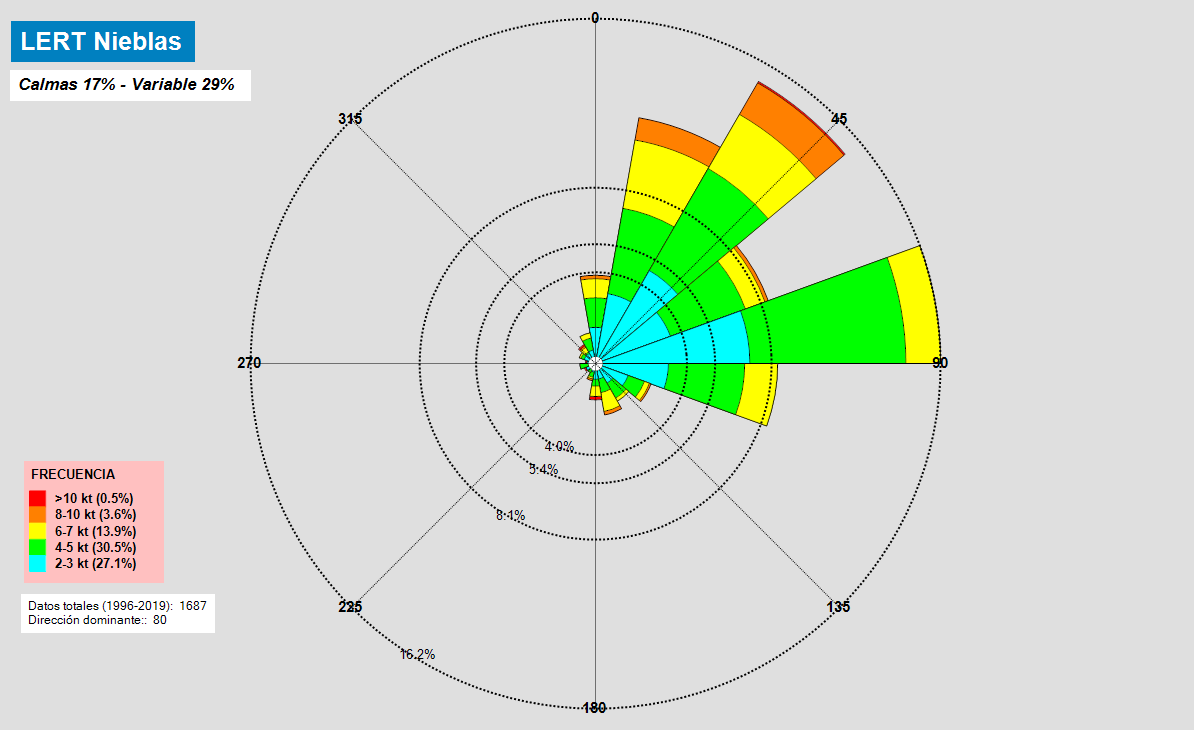 LERT Nieblas
Calmas 17% - Variable 29%
0
45
90
135
180
225
270
315
4.0%
5.4%
8.1%
16.2%
FRECUENCIA
>10 kt (0.5%)
8-10 kt (3.6%)
6-7 kt (13.9%)
4-5 kt (30.5%)
2-3 kt (27.1%)
Datos totales (1996-2019): 1687
Dirección dominante:: 80